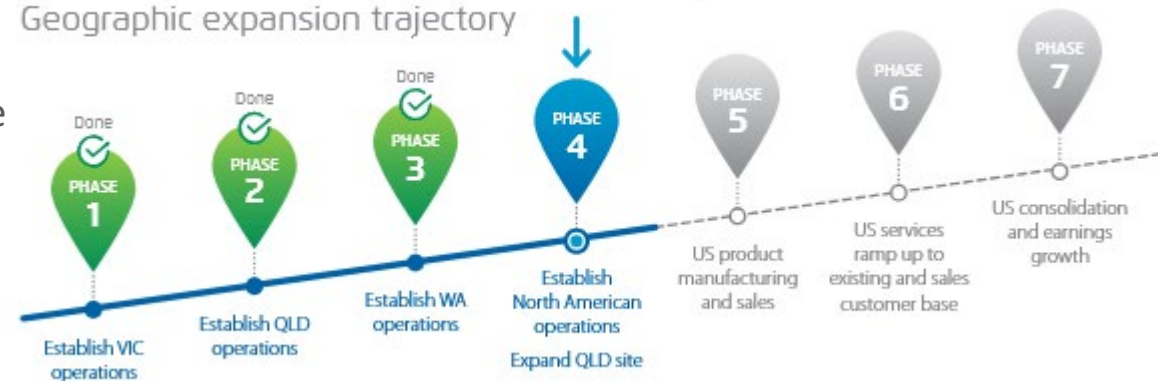 Geographic expansion trajectory
e
Done
PHASE
1
Establish VIC
operations
Done
PHASE
2
Establish QLD
operations
Done
PHASE
3
Establish WA
operations
PHASE
4
Establish
North American
operations
Expand QLD site
PHASE
5
US product
manufacturing
and sales
PHASE
6
US services
ramp up to
existing and sales
customer base
PHASE
7
US consolidation
and earnings
growth